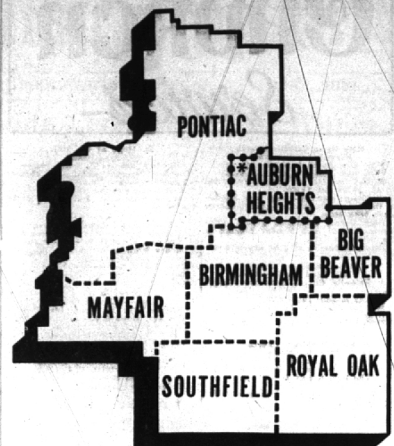 PONTIAC
*AUBURN
HEIGHTS
BIG
BEAVER
BIRMINGHAM
MAYFAIR
ROYAL OAK
SOUTHFIELD